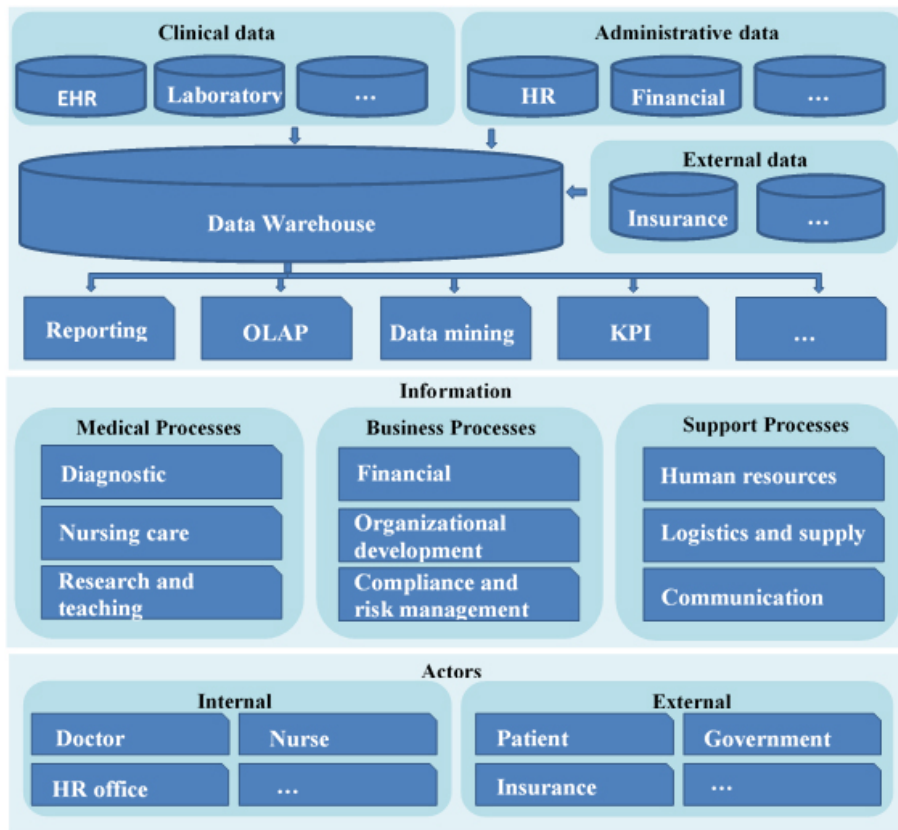 Clinical data
Administrative data
EHR
Laboratory
...
HR
Financial
...
External data
Insurance
...
Data Warehouse
Reporting
OLAP
Data mining
KPI
...
Information
Medical Processes
Diagnostic
Nursing care
Research and
teaching
Business Processes
Financial
Organizational
development
Compliance and
risk management
Support Processes
Human resources
Logistics and supply
Communication
Actors
Internal
Doctor
Nurse
HR office
...
External
Patient
Government
Insurance
...